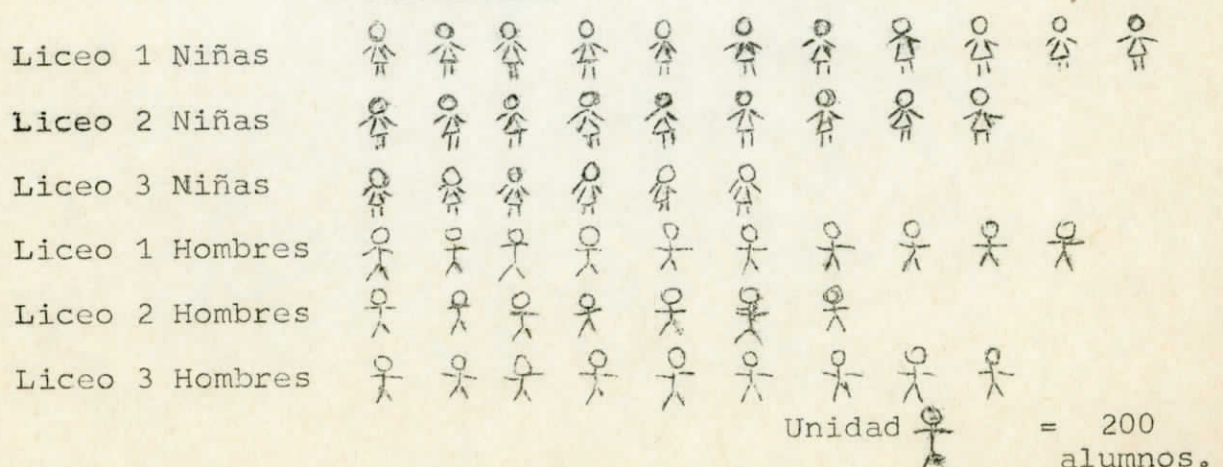 Liceo 1 Niñas
Liceo 2 Niñas
Liceo 3 Niñas
Liceo 1 Hombres
Liceo 2 Hombres
Liceo 3 Hombres
Unidad = 200
alumnos.